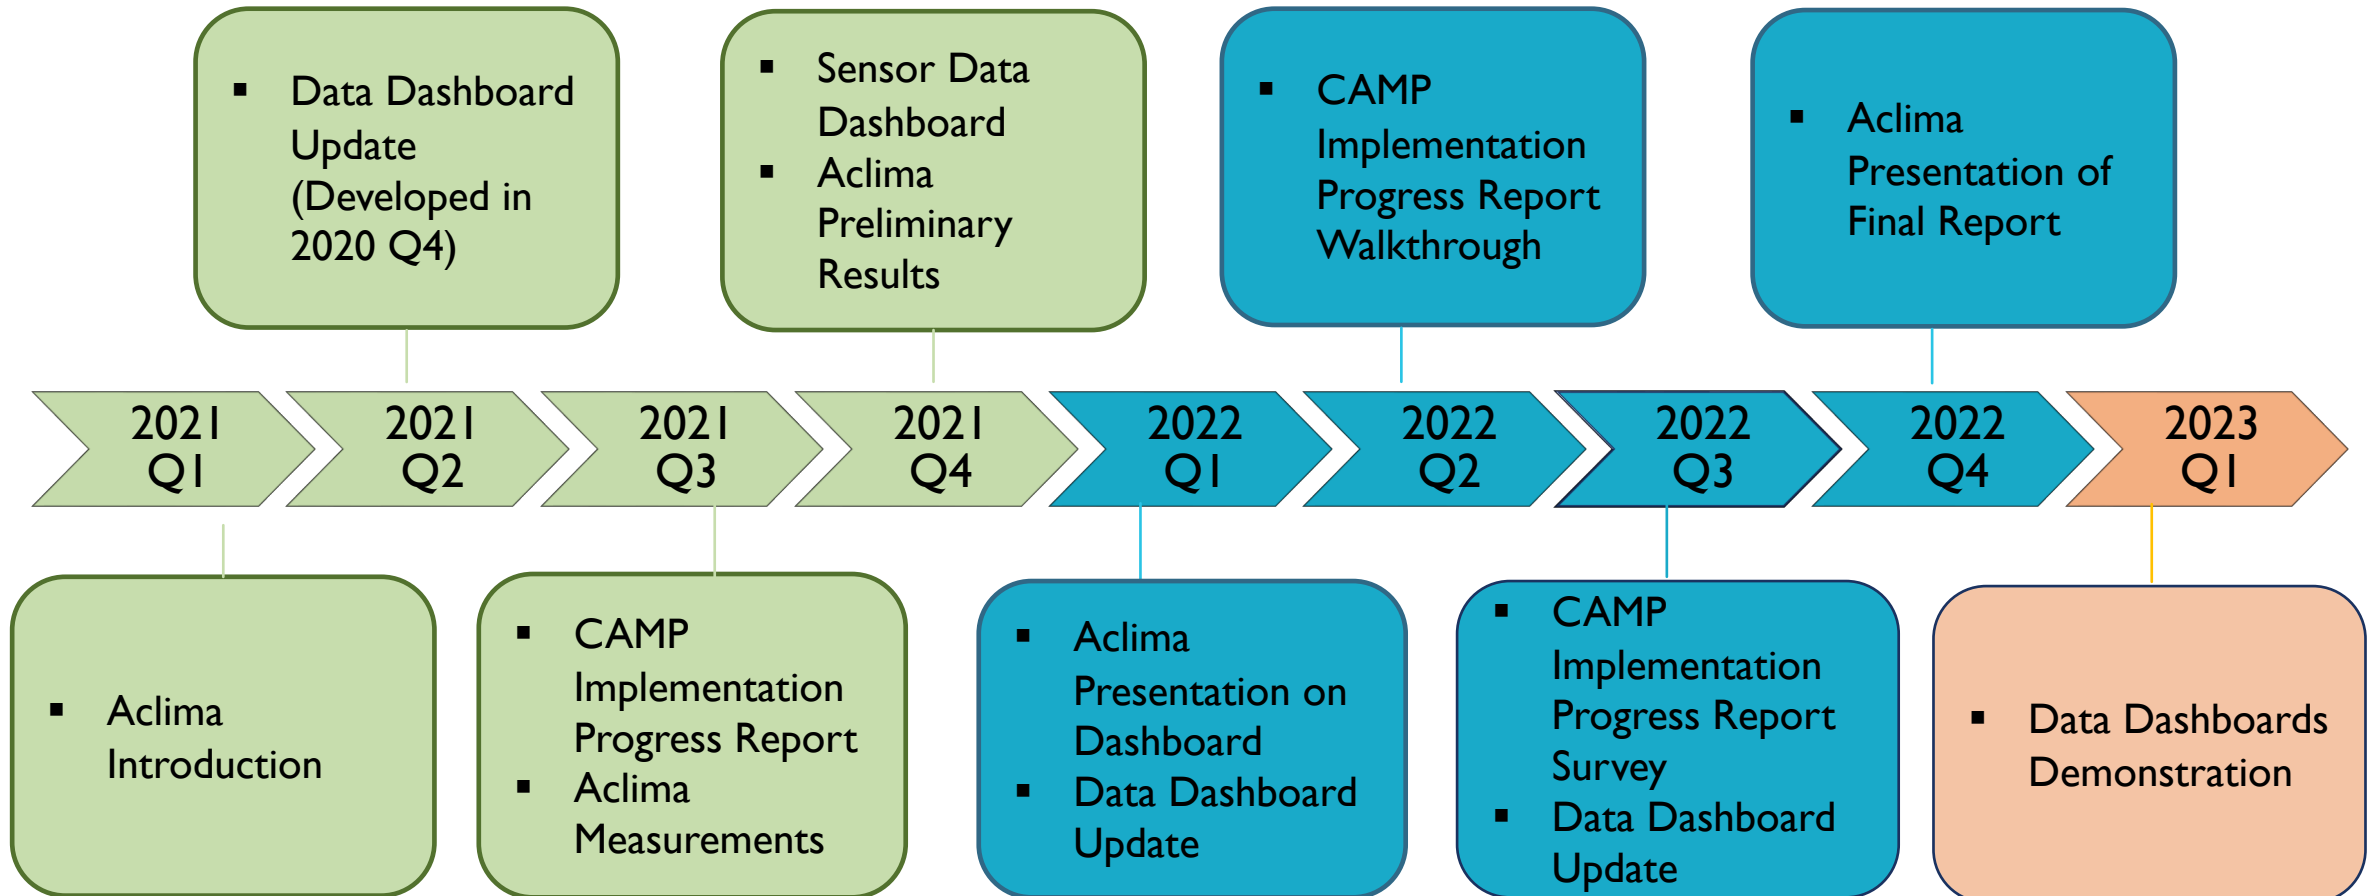 ▪ Data Dashboard
Update
(Developed in
2020 Q4)
▪ Sensor Data
Dashboard
▪ Aclima
Preliminary
Results
▪ CAMP
Implementation
Progress Report
Walkthrough
▪ Aclima
Presentation of
Final Report
2021
Q1
2021
Q2
2021
Q3
2021
Q4
2022
Q1
2022
Q2
2022
Q3
2022
Q4
2023
Q1
▪ Aclima
Introduction
▪ CAMP
Implementation
Progress Report
▪ Aclima
Measurements
▪ Aclima
Presentation on
Dashboard
▪ Data Dashboard
Update
▪ CAMP
Implementation
Progress Report
Survey
▪ Data Dashboard
Update
▪ Data Dashboards
Demonstration